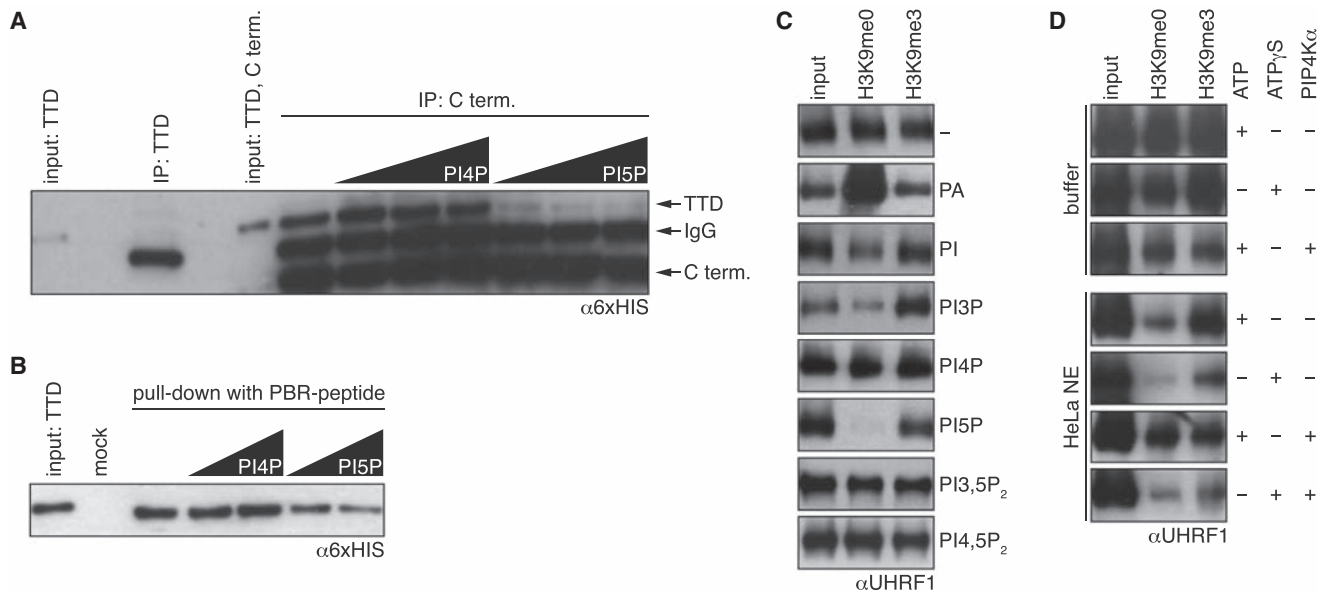 A
input: TTD
IP: TTD
input: TTD, C term.
IP: C term.
PI4P
PI5P
TTD
IgG
C term.
α6xHIS
B
input: TTD
mock
pull-down with PBR-peptide
PI4P
PI5P
α6xHIS
C
input
H3K9me0
H3K9me3
–
PA
PI
PI3P
PI4P
PI5P
PI3,5P₂
PI4,5P₂
αUHRF1
D
input
H3K9me0
H3K9me3
ATP
ATPγS
PIP4Kα
buffer
+ – –
– + –
+ – +
HeLa NE
+ – –
– + –
+ – +
– + +
αUHRF1